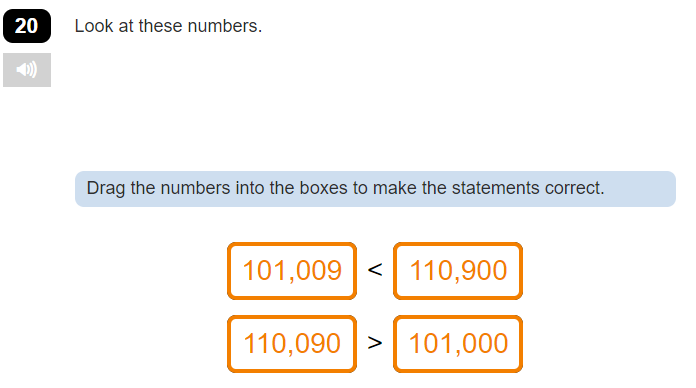 20 Look at these numbers.
Drag the numbers into the boxes to make the statements correct.
101,009 < 110,900
110,090 > 101,000